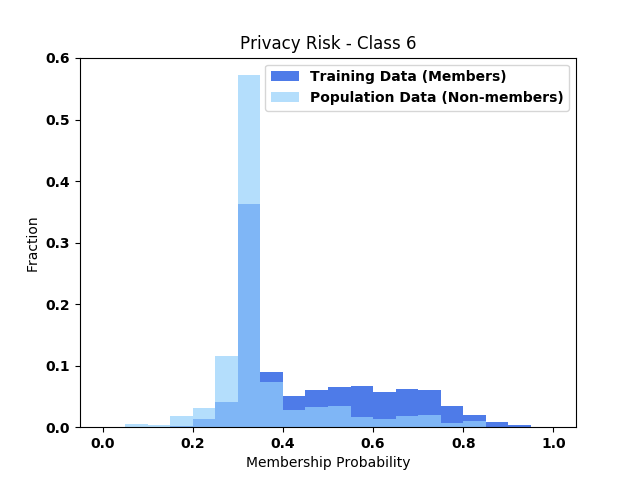 Privacy Risk - Class 6
Training Data (Members)
Population Data (Non-members)
0.6
0.5
0.4
0.3
0.2
0.1
0.0
Fraction
0.0 0.2 0.4 0.6 0.8 1.0
Membership Probability